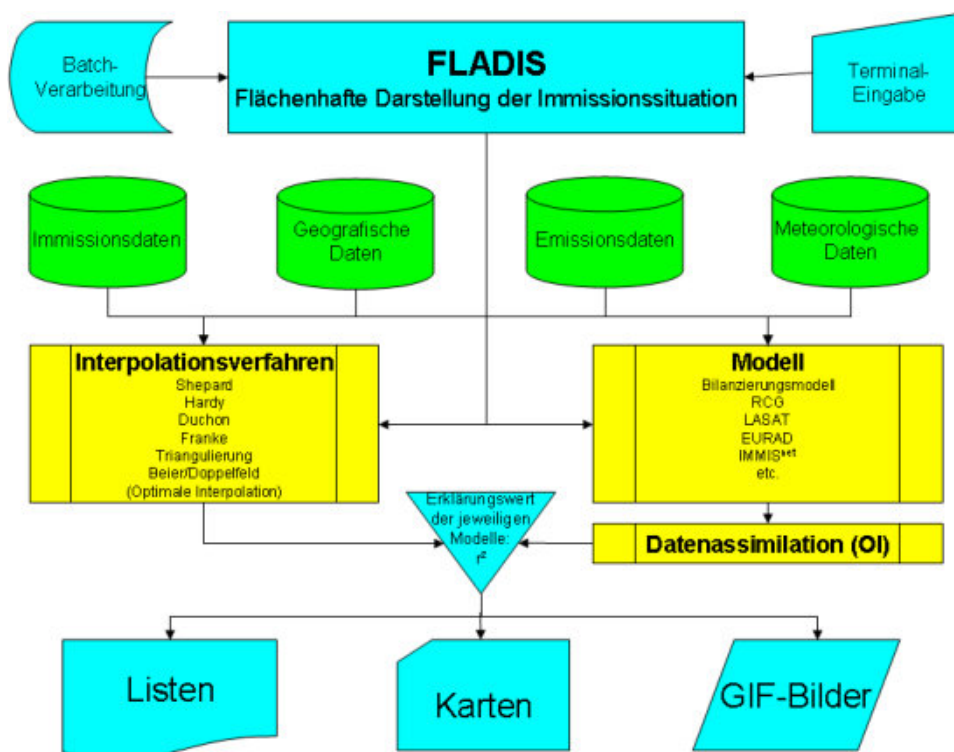 Batch-
Verarbeitung
FLADIS
Flächenhafte Darstellung der Immissionssituation
Terminal-
Eingabe
Immissionsdaten
Geografische
Daten
Emissionsdaten
Meteorologische
Daten
Interpolationsverfahren
Shepard
Hardy
Duchon
Franke
Triangulierung
Beier/Doppelfeld
(Optimale Interpolation)
Modell
Bilanzierungsmodell
RCG
LASAT
EURAD
IMMISⁿᵉᵗ
etc.
Erklärungswert
der jeweiligen
Modelle:
r²
Datenassimilation (OI)
Listen
Karten
GIF-Bilder